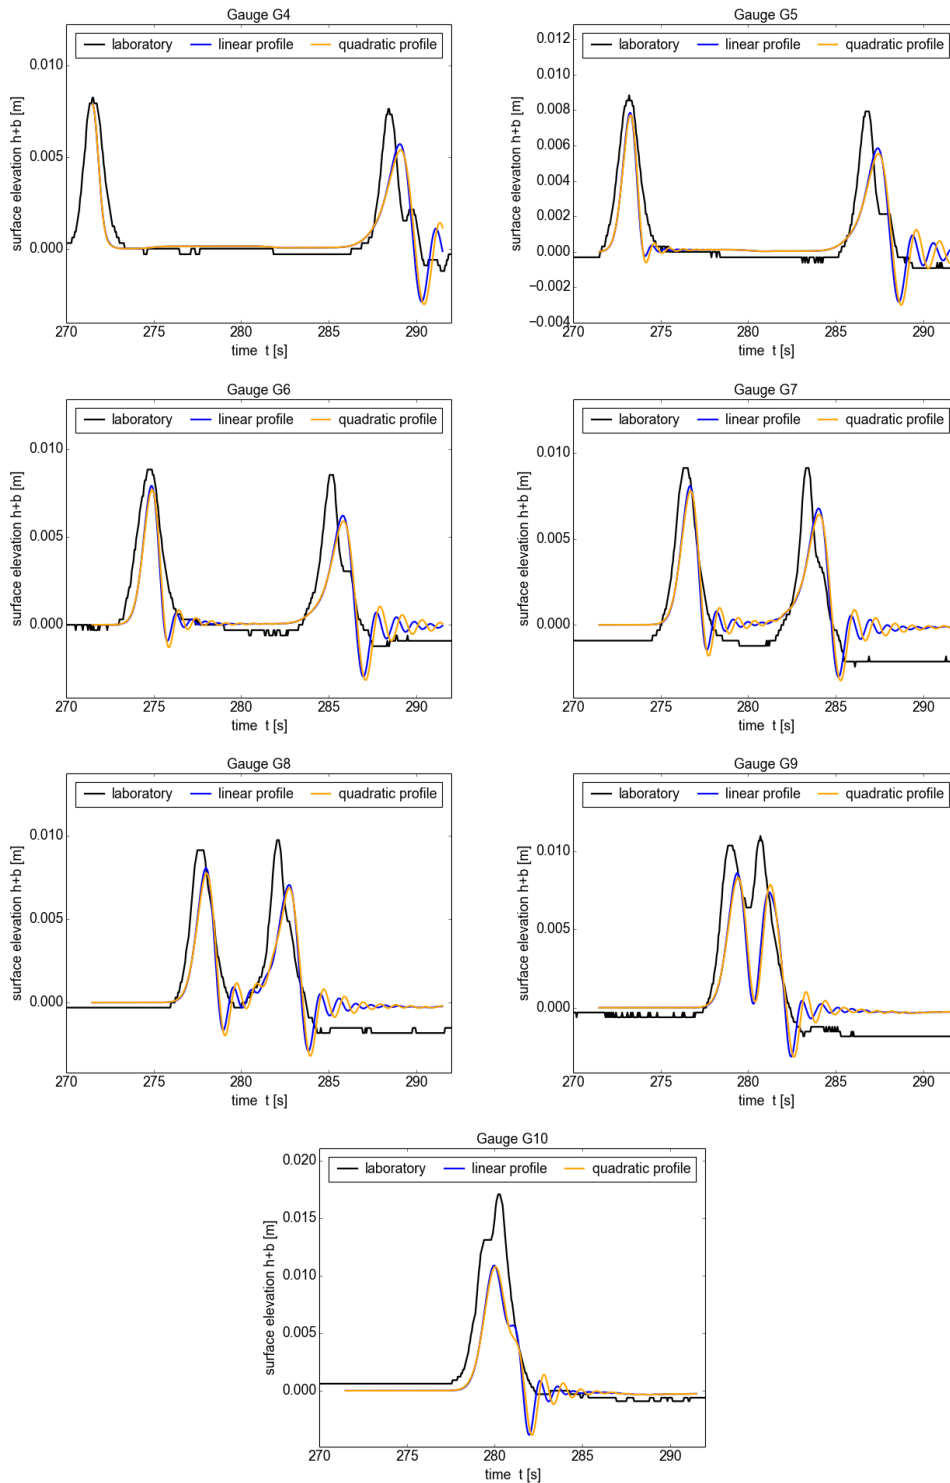 Gauge G4
laboratory linear profile quadratic profile
surface elevation h+b [m]
0.010
0.005
0.000
270 275 280 285 290
time t [s]
Gauge G5
laboratory linear profile quadratic profile
surface elevation h+b [m]
0.012
0.010
0.008
0.006
0.004
0.002
0.000
−0.002
−0.004
270 275 280 285 290
time t [s]
Gauge G6
laboratory linear profile quadratic profile
surface elevation h+b [m]
0.010
0.005
0.000
270 275 280 285 290
time t [s]
Gauge G7
laboratory linear profile quadratic profile
surface elevation h+b [m]
0.010
0.005
0.000
270 275 280 285 290
time t [s]
Gauge G8
laboratory linear profile quadratic profile
surface elevation h+b [m]
0.010
0.005
0.000
270 275 280 285 290
time t [s]
Gauge G9
laboratory linear profile quadratic profile
surface elevation h+b [m]
0.010
0.005
0.000
270 275 280 285 290
time t [s]
Gauge G10
laboratory linear profile quadratic profile
surface elevation h+b [m]
0.020
0.015
0.010
0.005
0.000
270 275 280 285 290
time t [s]